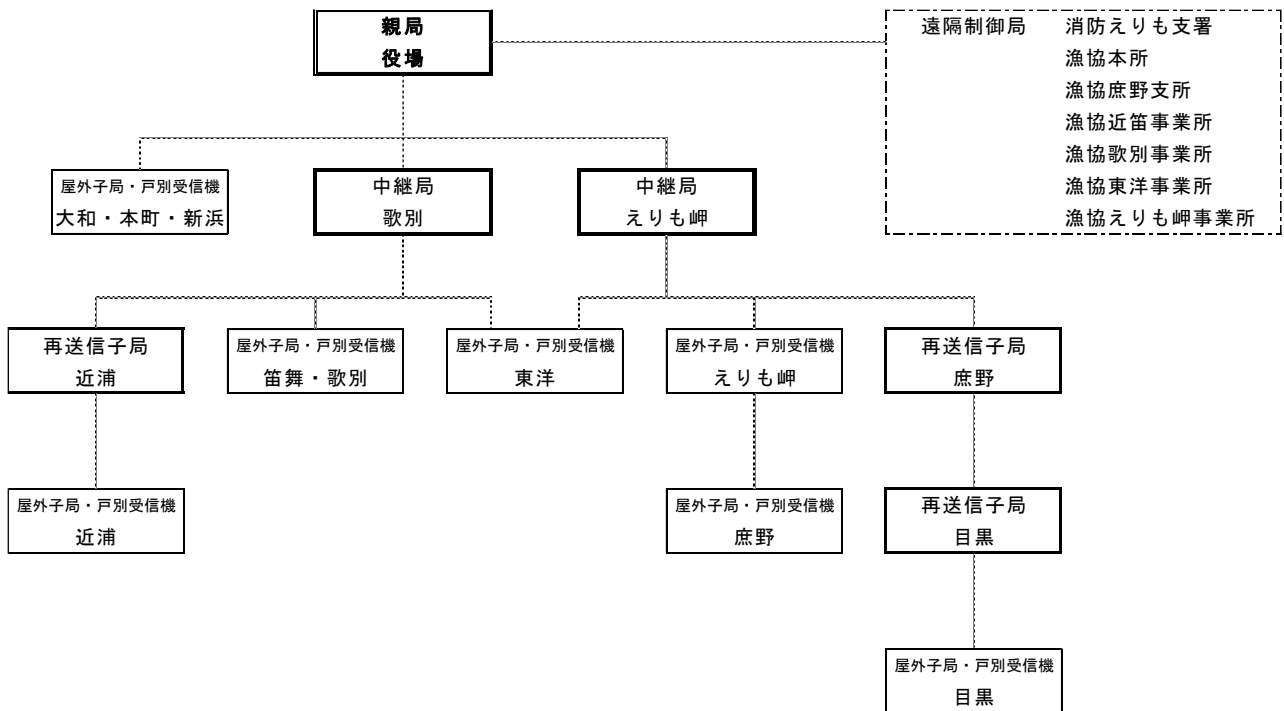 親局
役場
遠隔制御局 消防えりも支署
漁協本所
漁協庶野支所
漁協近笛事業所
漁協歌別事業所
漁協東洋事業所
漁協えりも岬事業所
屋外子局・戸別受信機
大和・本町・新浜
中継局
歌別
中継局
えりも岬
再送信子局
近浦
屋外子局・戸別受信機
笛舞・歌別
屋外子局・戸別受信機
東洋
屋外子局・戸別受信機
えりも岬
再送信子局
庶野
屋外子局・戸別受信機
近浦
屋外子局・戸別受信機
庶野
再送信子局
目黒
屋外子局・戸別受信機
目黒